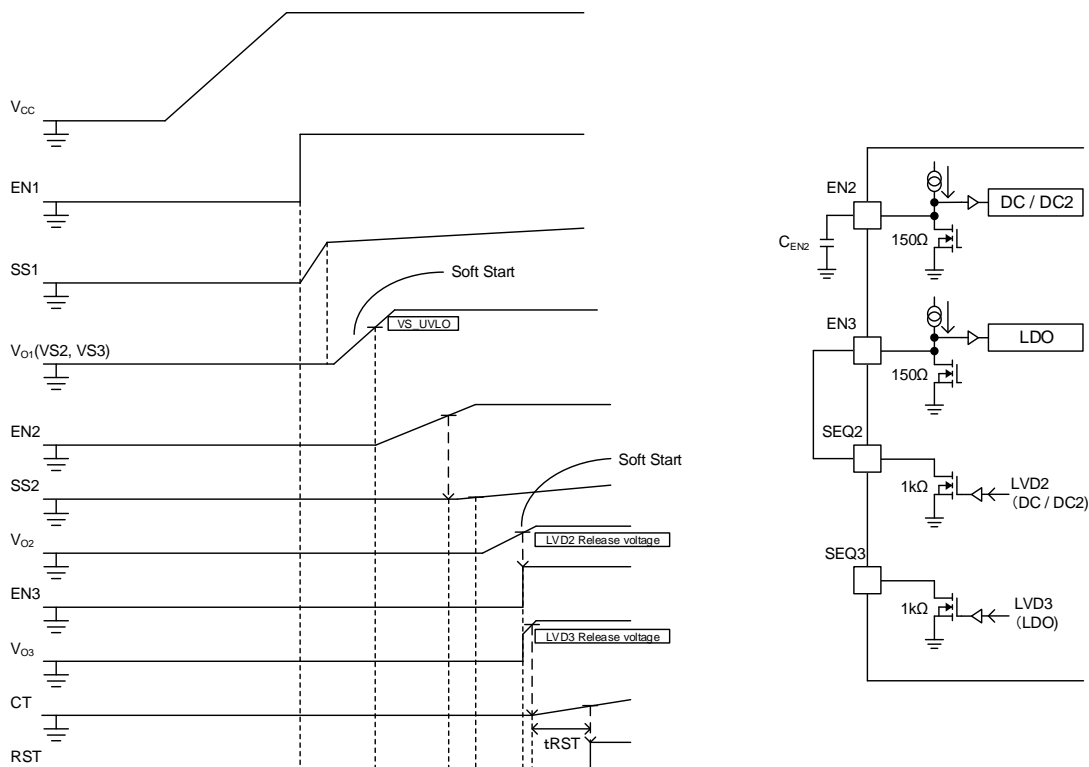 VCC
EN1
SS1
Soft Start
VS_UVLO
VO1(VS2, VS3)
EN2
Soft Start
SS2
VO2
LVD2 Release voltage
EN3
LVD3 Release voltage
VO3
CT
tRST
RST
EN2
DC / DC2
CEN2
150Ω
EN3
LDO
150Ω
SEQ2
1kΩ
LVD2
(DC / DC2)
SEQ3
1kΩ
LVD3
(LDO)